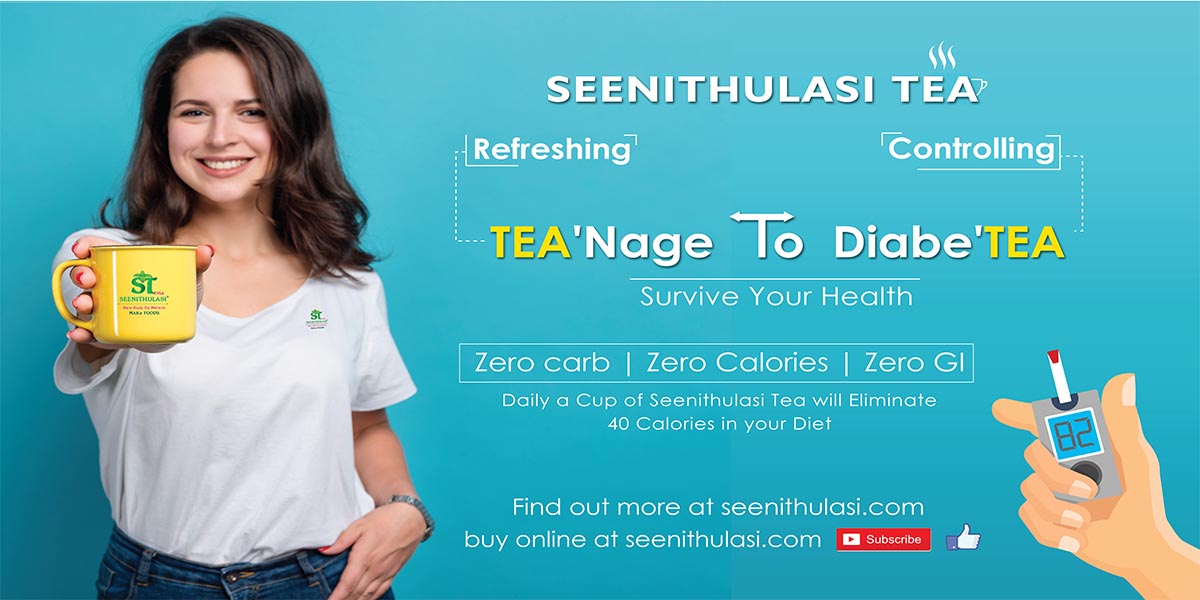 SEENITHULASI TEA
Refreshing
Controlling
TEA'Nage To Diabe'TEA
Survive Your Health
Zero carb | Zero Calories | Zero GI
Daily a Cup of Seenithulasi Tea will Eliminate
40 Calories in your Diet
82
Find out more at seenithulasi.com
buy online at seenithulasi.com
Subscribe
ST
SEENITHULASI
MAKA FOODS
ST